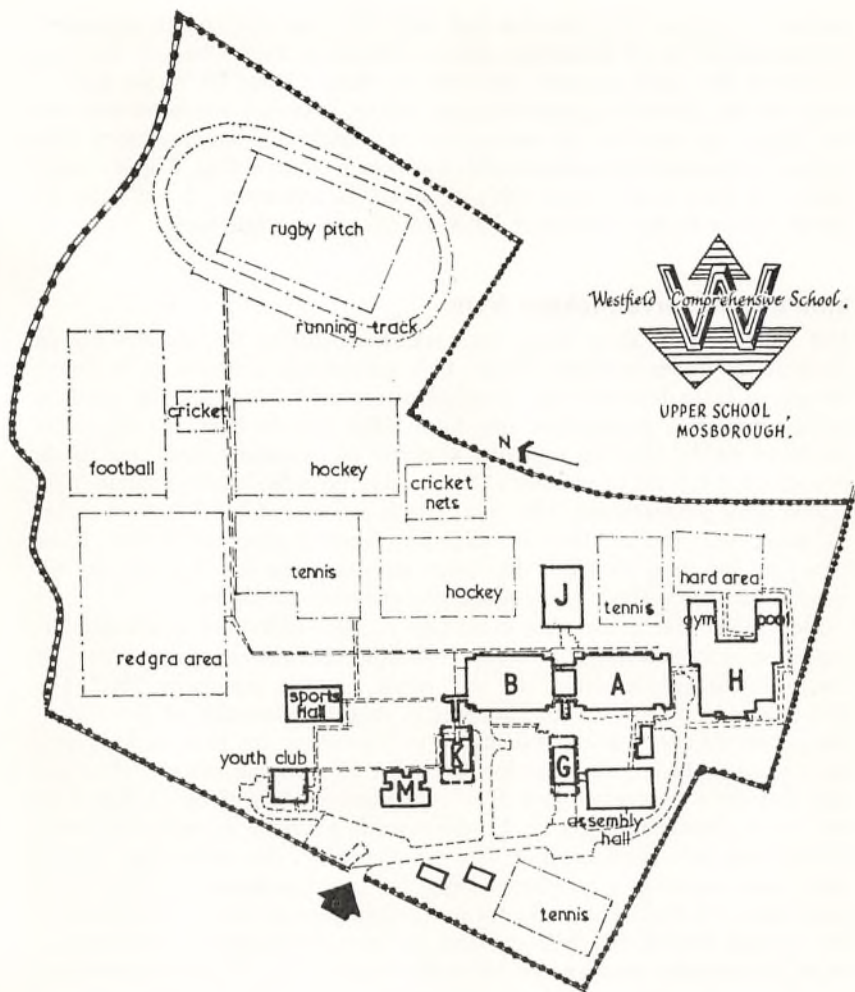 rugby pitch
running track
W
Westfield Comprehensive School.
UPPER SCHOOL,
MOSBOROUGH.
cricket
football
hockey
N
cricket
nets
tennis
hockey
J
tennis
hard area
gym
pool
redgra area
B
A
H
sports
hall
K
G
youth club
M
assembly
hall
tennis